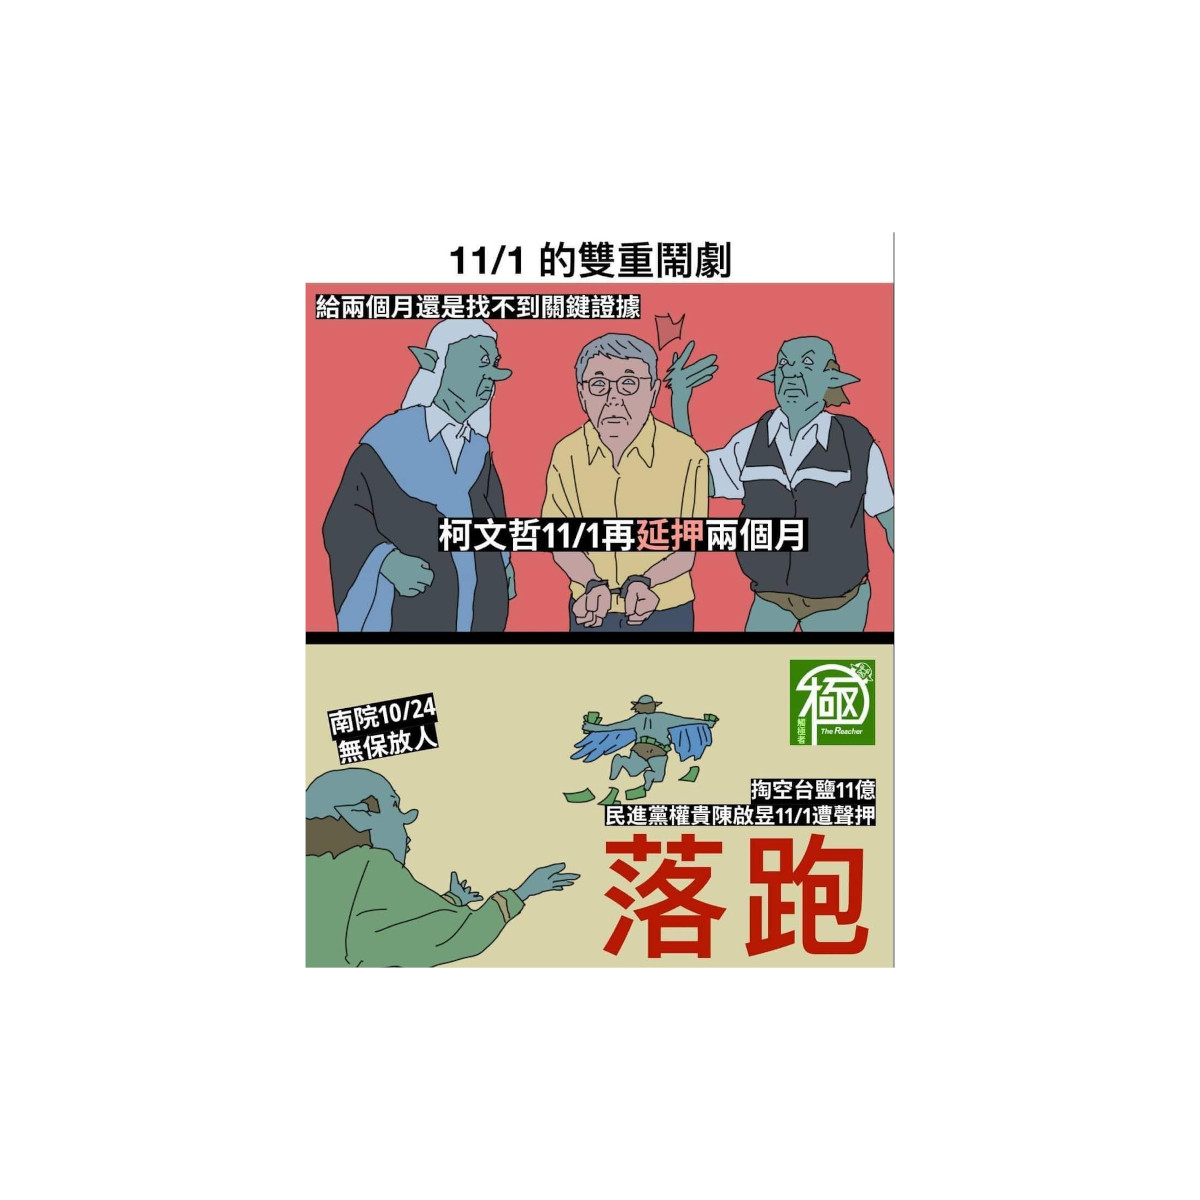 11/1 的雙重鬧劇
給兩個月還是找不到關鍵證據
柯文哲11/1再延押兩個月
南院10/24
無保放人
極
觸極者
The Reacher
掏空台鹽11億
民進黨權貴陳啟昱11/1遭聲押
落跑